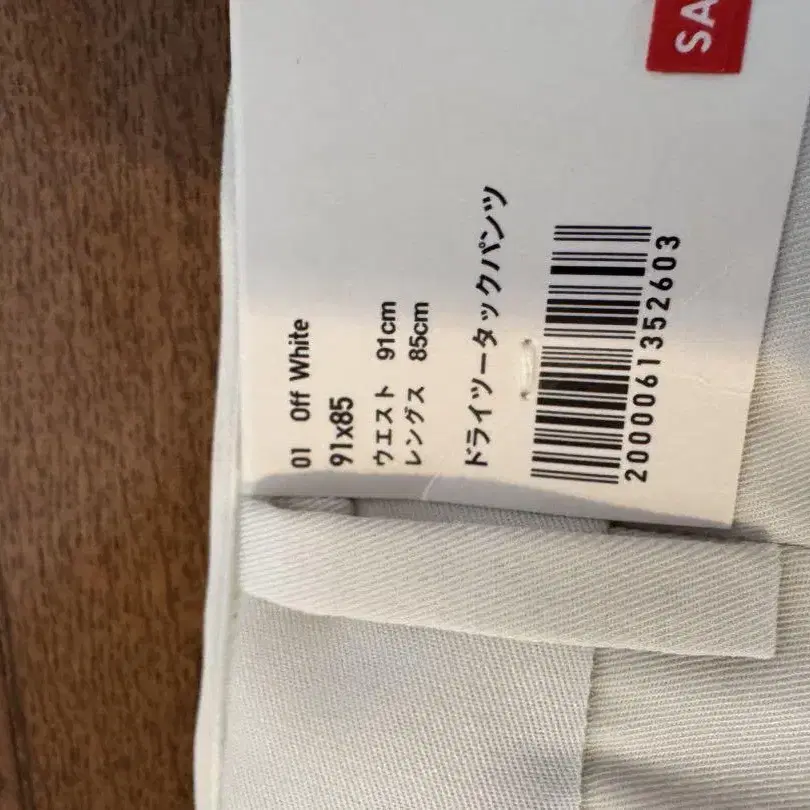 SA
01 Off White
91x85
ウエスト 91cm
レングス 85cm
ドライツータックパンツ
2000061352603